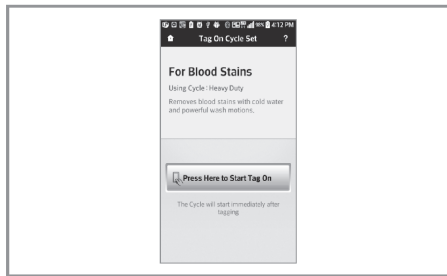 4:12 PM
Tag On Cycle Set ?
For Blood Stains
Using Cycle : Heavy Duty
Removes blood stains with cold water
and powerful wash motions.
Press Here to Start Tag On
The Cycle will start immediately after
tagging.